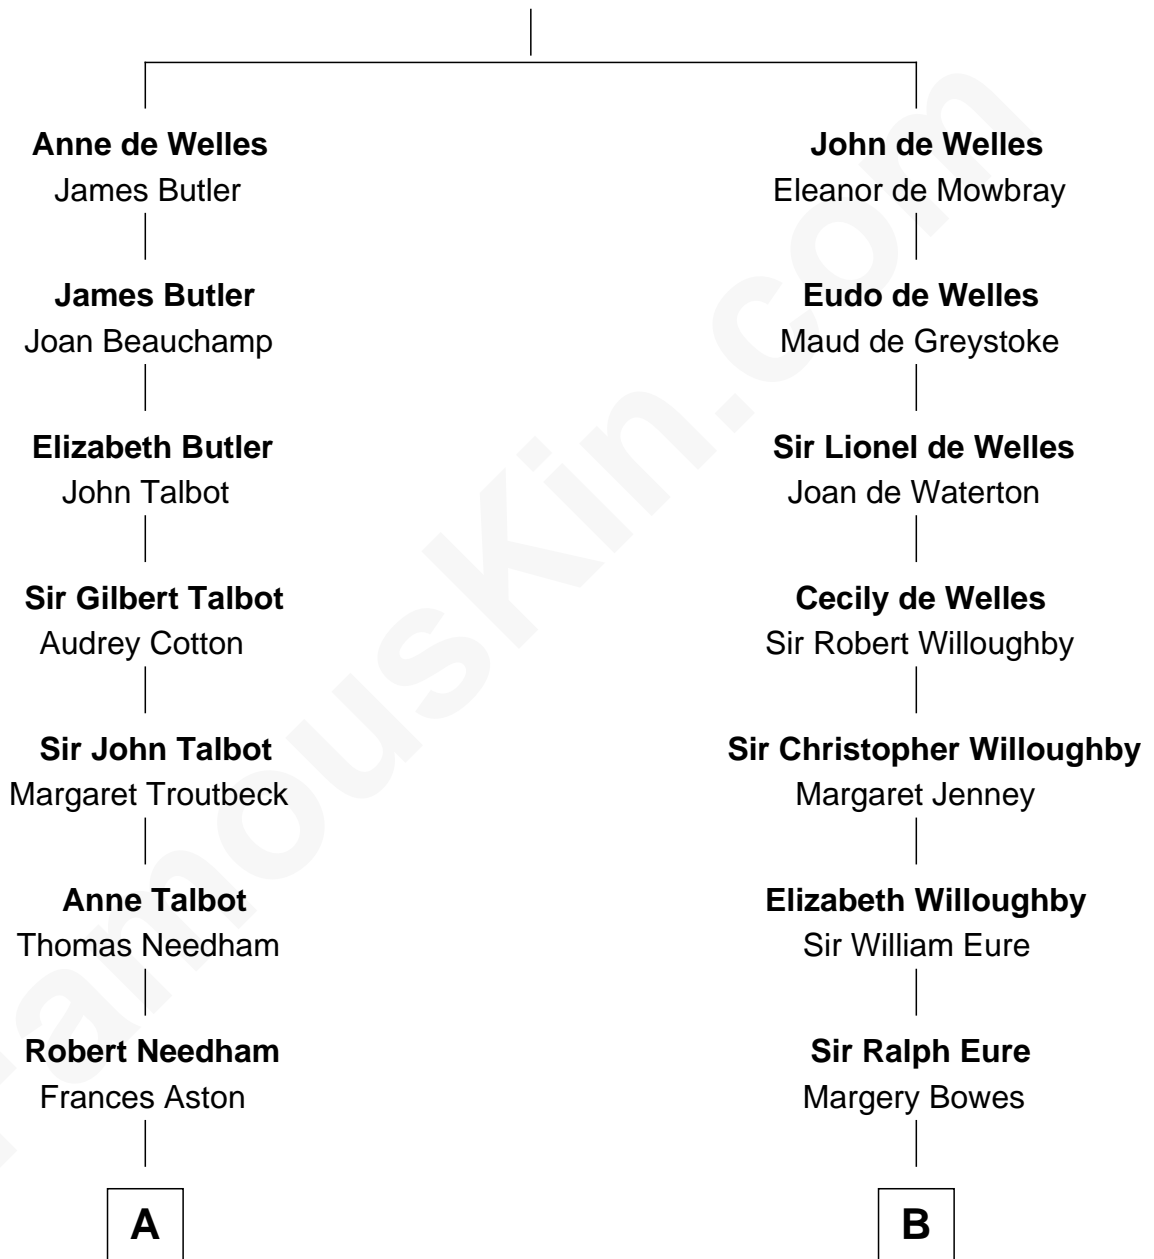 Anne de Welles
James Butler
James Butler
Joan Beauchamp
Elizabeth Butler
John Talbot
Sir Gilbert Talbot
Audrey Cotton
Sir John Talbot
Margaret Troutbeck
Anne Talbot
Thomas Needham
Robert Needham
Frances Aston
A
John de Welles
Eleanor de Mowbray
Eudo de Welles
Maud de Greystoke
Sir Lionel de Welles
Joan de Waterton
Cecily de Welles
Sir Robert Willoughby
Sir Christopher Willoughby
Margaret Jenney
Elizabeth Willoughby
Sir William Eure
Sir Ralph Eure
Margery Bowes
B
FamousKin.com